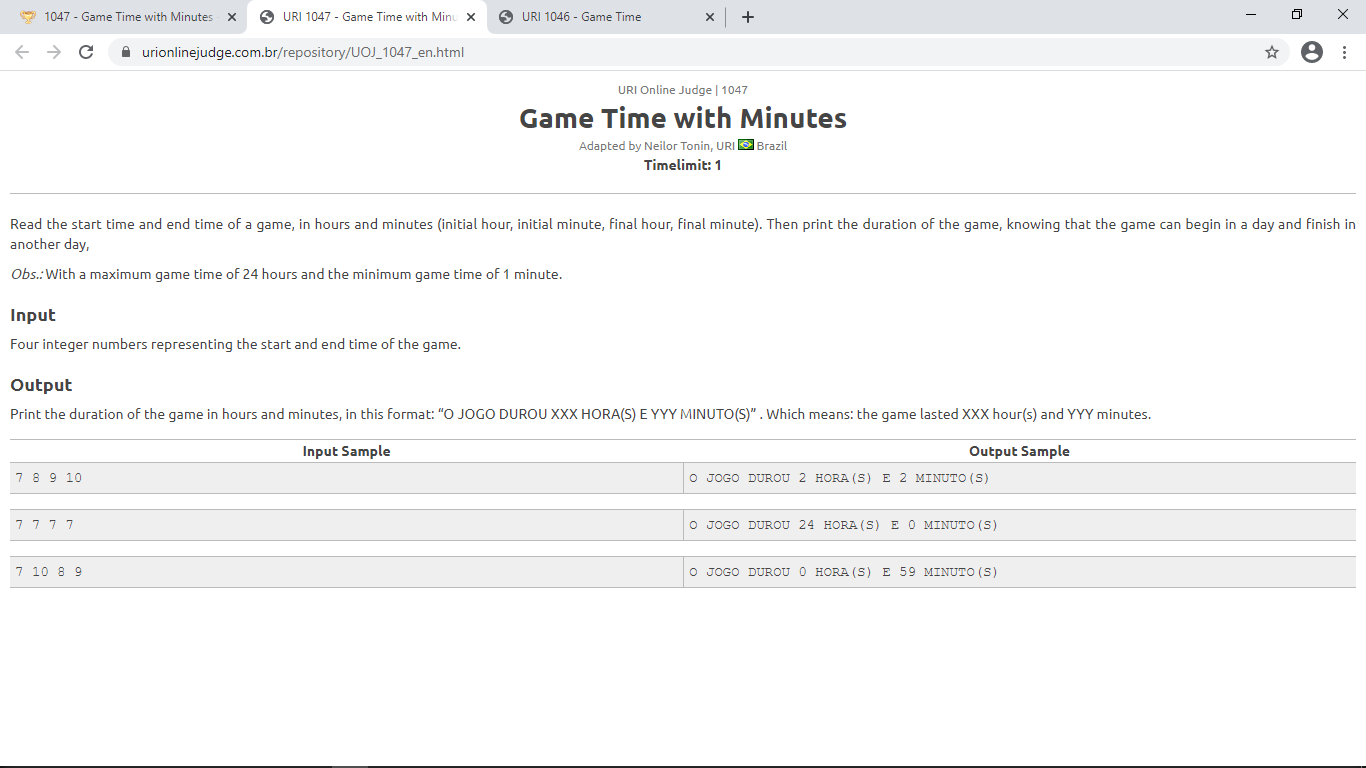 1047 - Game Time with Minutes
URI 1047 - Game Time with Minu
URI 1046 - Game Time
urionlinejudge.com.br/repository/UOJ_1047_en.html
URI Online Judge | 1047
Game Time with Minutes
Adapted by Neilor Tonin, URI Brazil
Timelimit: 1
Read the start time and end time of a game, in hours and minutes (initial hour, initial minute, final hour, final minute). Then print the duration of the game, knowing that the game can begin in a day and finish in
another day,
Obs.: With a maximum game time of 24 hours and the minimum game time of 1 minute.
Input
Four integer numbers representing the start and end time of the game.
Output
Print the duration of the game in hours and minutes, in this format: “O JOGO DUROU XXX HORA(S) E YYY MINUTO(S)” . Which means: the game lasted XXX hour(s) and YYY minutes.
Input Sample Output Sample
7 8 9 10 O JOGO DUROU 2 HORA(S) E 2 MINUTO(S)
7 7 7 7 O JOGO DUROU 24 HORA(S) E 0 MINUTO(S)
7 10 8 9 O JOGO DUROU 0 HORA(S) E 59 MINUTO(S)